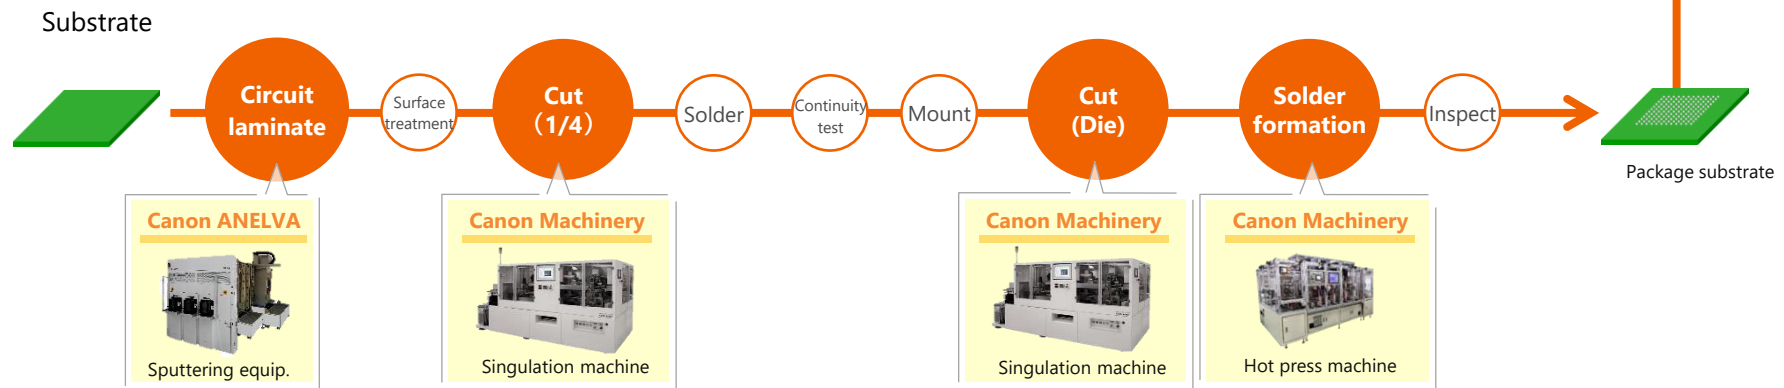 Substrate
Circuit
laminate
Surface
treatment
Cut
（1/4）
Solder
Continuity
test
Mount
Cut
(Die)
Solder
formation
Inspect
Package substrate
Canon ANELVA
Sputtering equip.
Canon Machinery
Singulation machine
Canon Machinery
Singulation machine
Canon Machinery
Hot press machine